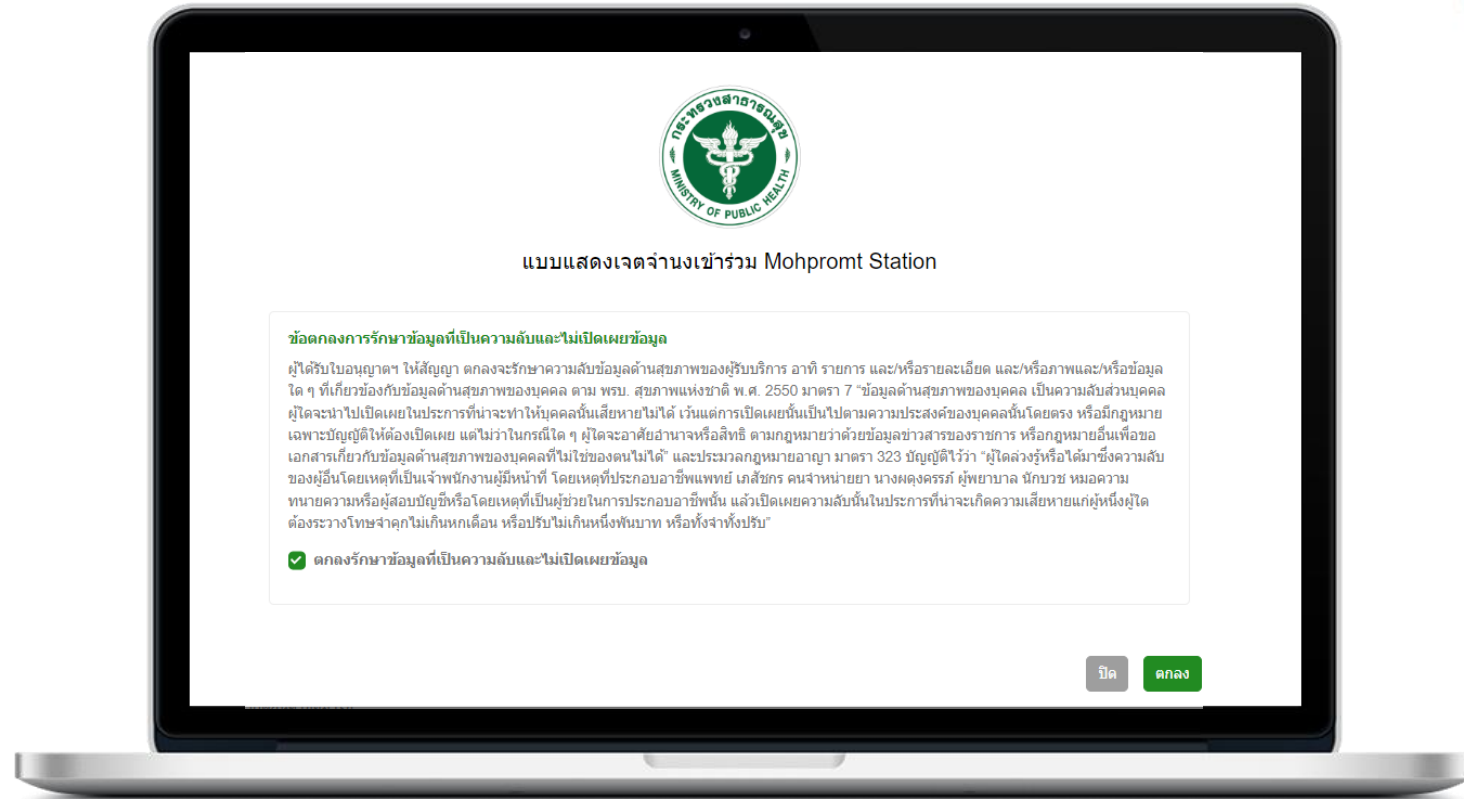 กระทรวงสาธารณสุข
MINISTRY OF PUBLIC HEALTH
แบบแสดงเจตจำนงเข้าร่วม Mohpromt Station
ข้อตกลงการรักษาข้อมูลที่เป็นความลับและไม่เปิดเผยข้อมูล
ผู้ได้รับใบอนุญาตฯ ให้สัญญา ตกลงจะรักษาความลับข้อมูลด้านสุขภาพของผู้รับบริการ อาทิ รายการ และ/หรือรายละเอียด และ/หรือภาพและ/หรือข้อมูล
ใด ๆ ที่เกี่ยวข้องกับข้อมูลด้านสุขภาพของบุคคล ตาม พรบ. สุขภาพแห่งชาติ พ.ศ. 2550 มาตรา 7 “ข้อมูลด้านสุขภาพของบุคคล เป็นความลับส่วนบุคคล
ผู้ใดจะนำไปเปิดเผยในประการที่น่าจะทำให้บุคคลนั้นเสียหายไม่ได้ เว้นแต่การเปิดเผยนั้นเป็นไปตามความประสงค์ของบุคคลนั้นโดยตรง หรือมีกฎหมาย
เฉพาะบัญญัติให้ต้องเปิดเผย แต่ไม่ว่าในกรณีใด ๆ ผู้ใดจะอาศัยอำนาจหรือสิทธิ ตามกฎหมายว่าด้วยข้อมูลข่าวสารของราชการ หรือกฎหมายอื่นเพื่อขอ
เอกสารเกี่ยวกับข้อมูลด้านสุขภาพของบุคคลที่ไม่ใช่ของตนไม่ได้” และประมวลกฎหมายอาญา มาตรา 323 บัญญัติไว้ว่า “ผู้ใดล่วงรู้หรือได้มาซึ่งความลับ
ของผู้อื่นโดยเหตุที่เป็นเจ้าพนักงานผู้มีหน้าที่ โดยเหตุที่ประกอบอาชีพแพทย์ เภสัชกร คนจำหน่ายยา นางผดุงครรภ์ ผู้พยาบาล นักบวช หมอความ
ทนายความหรือผู้สอบบัญชีหรือโดยเหตุที่เป็นผู้ช่วยในการประกอบอาชีพนั้น แล้วเปิดเผยความลับนั้นในประการที่น่าจะเกิดความเสียหายแก่ผู้หนึ่งผู้ใด
ต้องระวางโทษจำคุกไม่เกินหกเดือน หรือปรับไม่เกินหนึ่งพันบาท หรือทั้งจำทั้งปรับ”
ตกลงรักษาข้อมูลที่เป็นความลับและไม่เปิดเผยข้อมูล
ปิด
ตกลง